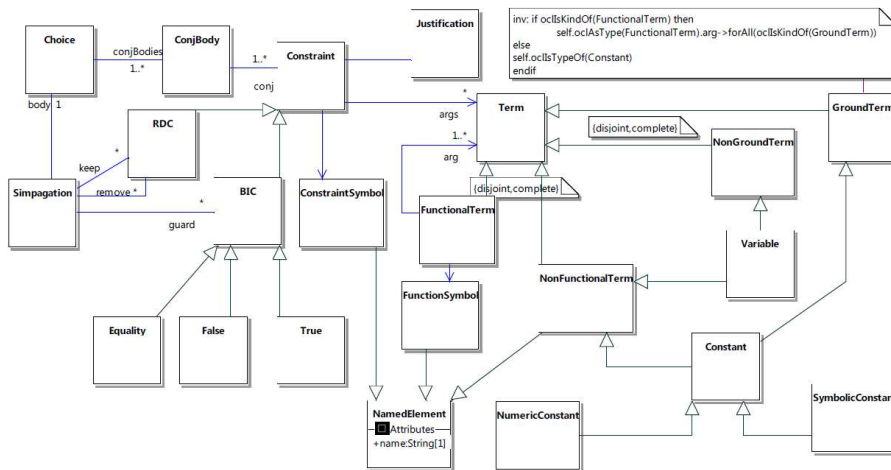 inv: if oclIsKindOf(FunctionalTerm) then
self.oclAsType(FunctionalTerm).arg->forAll(oclIsKindOf(GroundTerm))
else
self.oclIsTypeOf(Constant)
endif
Justification
Choice
conjBodies
1..*
ConjBody
1..*
Constraint
conj
body 1
RDC
*
args
Term
{disjoint,complete}
GroundTerm
NonGroundTerm
1..*
arg
keep
*
remove *
Simpagation
*
guard
BIC
ConstraintSymbol
{disjoint,complete}
FunctionalTerm
Variable
NonFunctionalTerm
FunctionSymbol
Equality
False
True
Constant
NamedElement
Attributes
+name:String[1]
NumericConstant
SymbolicConstant